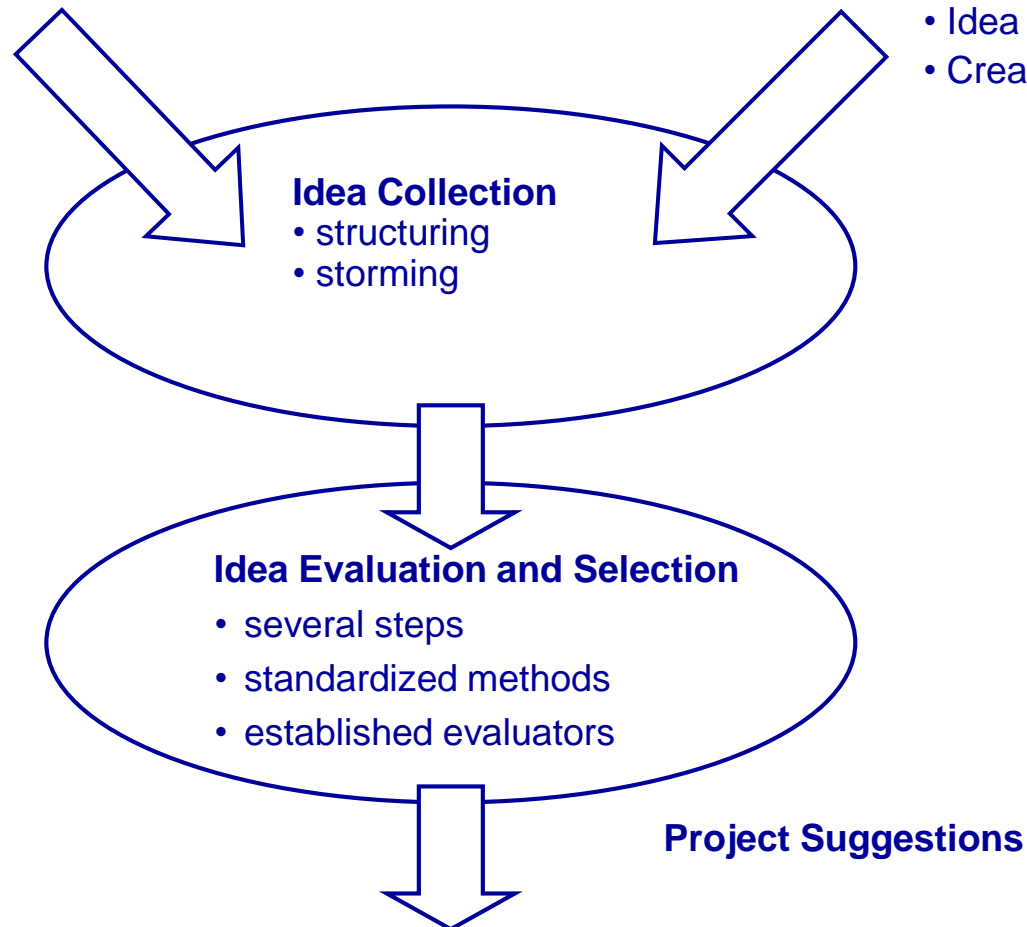 • Idea
• Crea
Idea Collection
• structuring
• storming
Idea Evaluation and Selection
• several steps
• standardized methods
• established evaluators
Project Suggestions